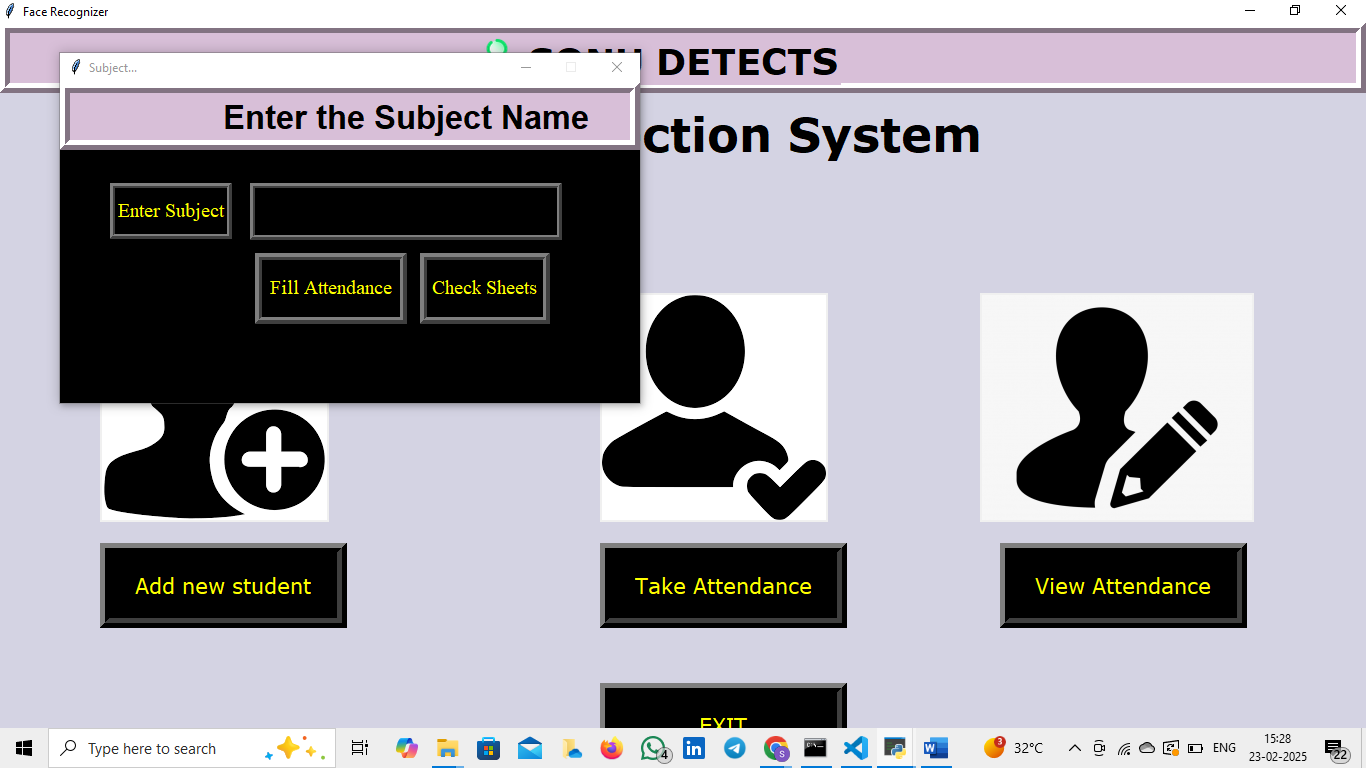 Face Recognizer
DETECTS
Subject...
Enter the Subject Name
ction System
Enter Subject
Fill Attendance
Check Sheets
Add new student
Take Attendance
View Attendance
EXIT
Type here to search
4
3
32°C
ENG
15:28
23-02-2025
22